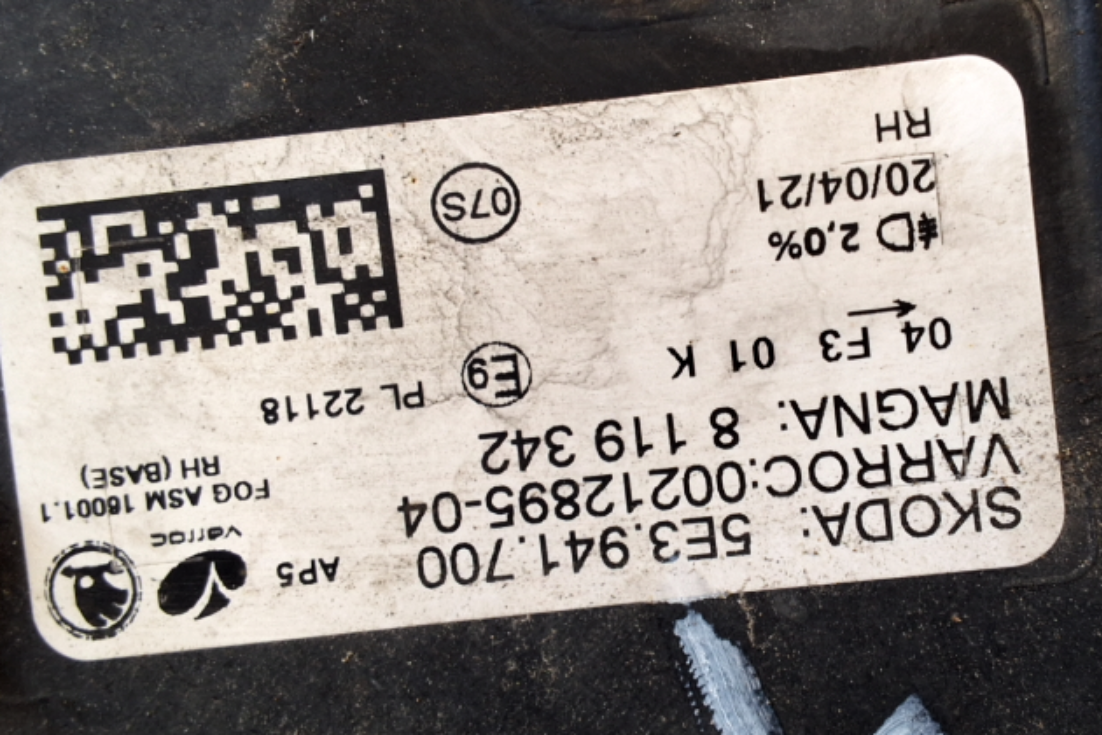 SKODA: 5E3.941.700 AP5
varroc
VARROC:00212895-04
FOG ASM 16001.1
RH (BASE)
MAGNA: 8 119 342
04 F3 01 K
E9
PL 22118
2,0%
20/04/21
RH
07S